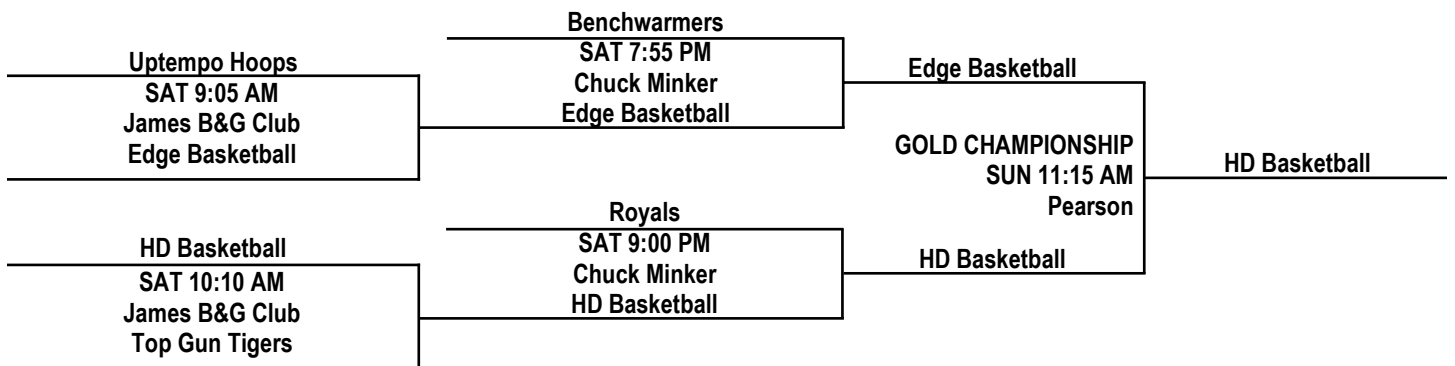 Uptempo Hoops
SAT 9:05 AM
James B&G Club
Edge Basketball
HD Basketball
SAT 10:10 AM
James B&G Club
Top Gun Tigers
Benchwarmers
SAT 7:55 PM
Chuck Minker
Edge Basketball
Royals
SAT 9:00 PM
Chuck Minker
HD Basketball
Edge Basketball
GOLD CHAMPIONSHIP
SUN 11:15 AM
Pearson
HD Basketball
HD Basketball